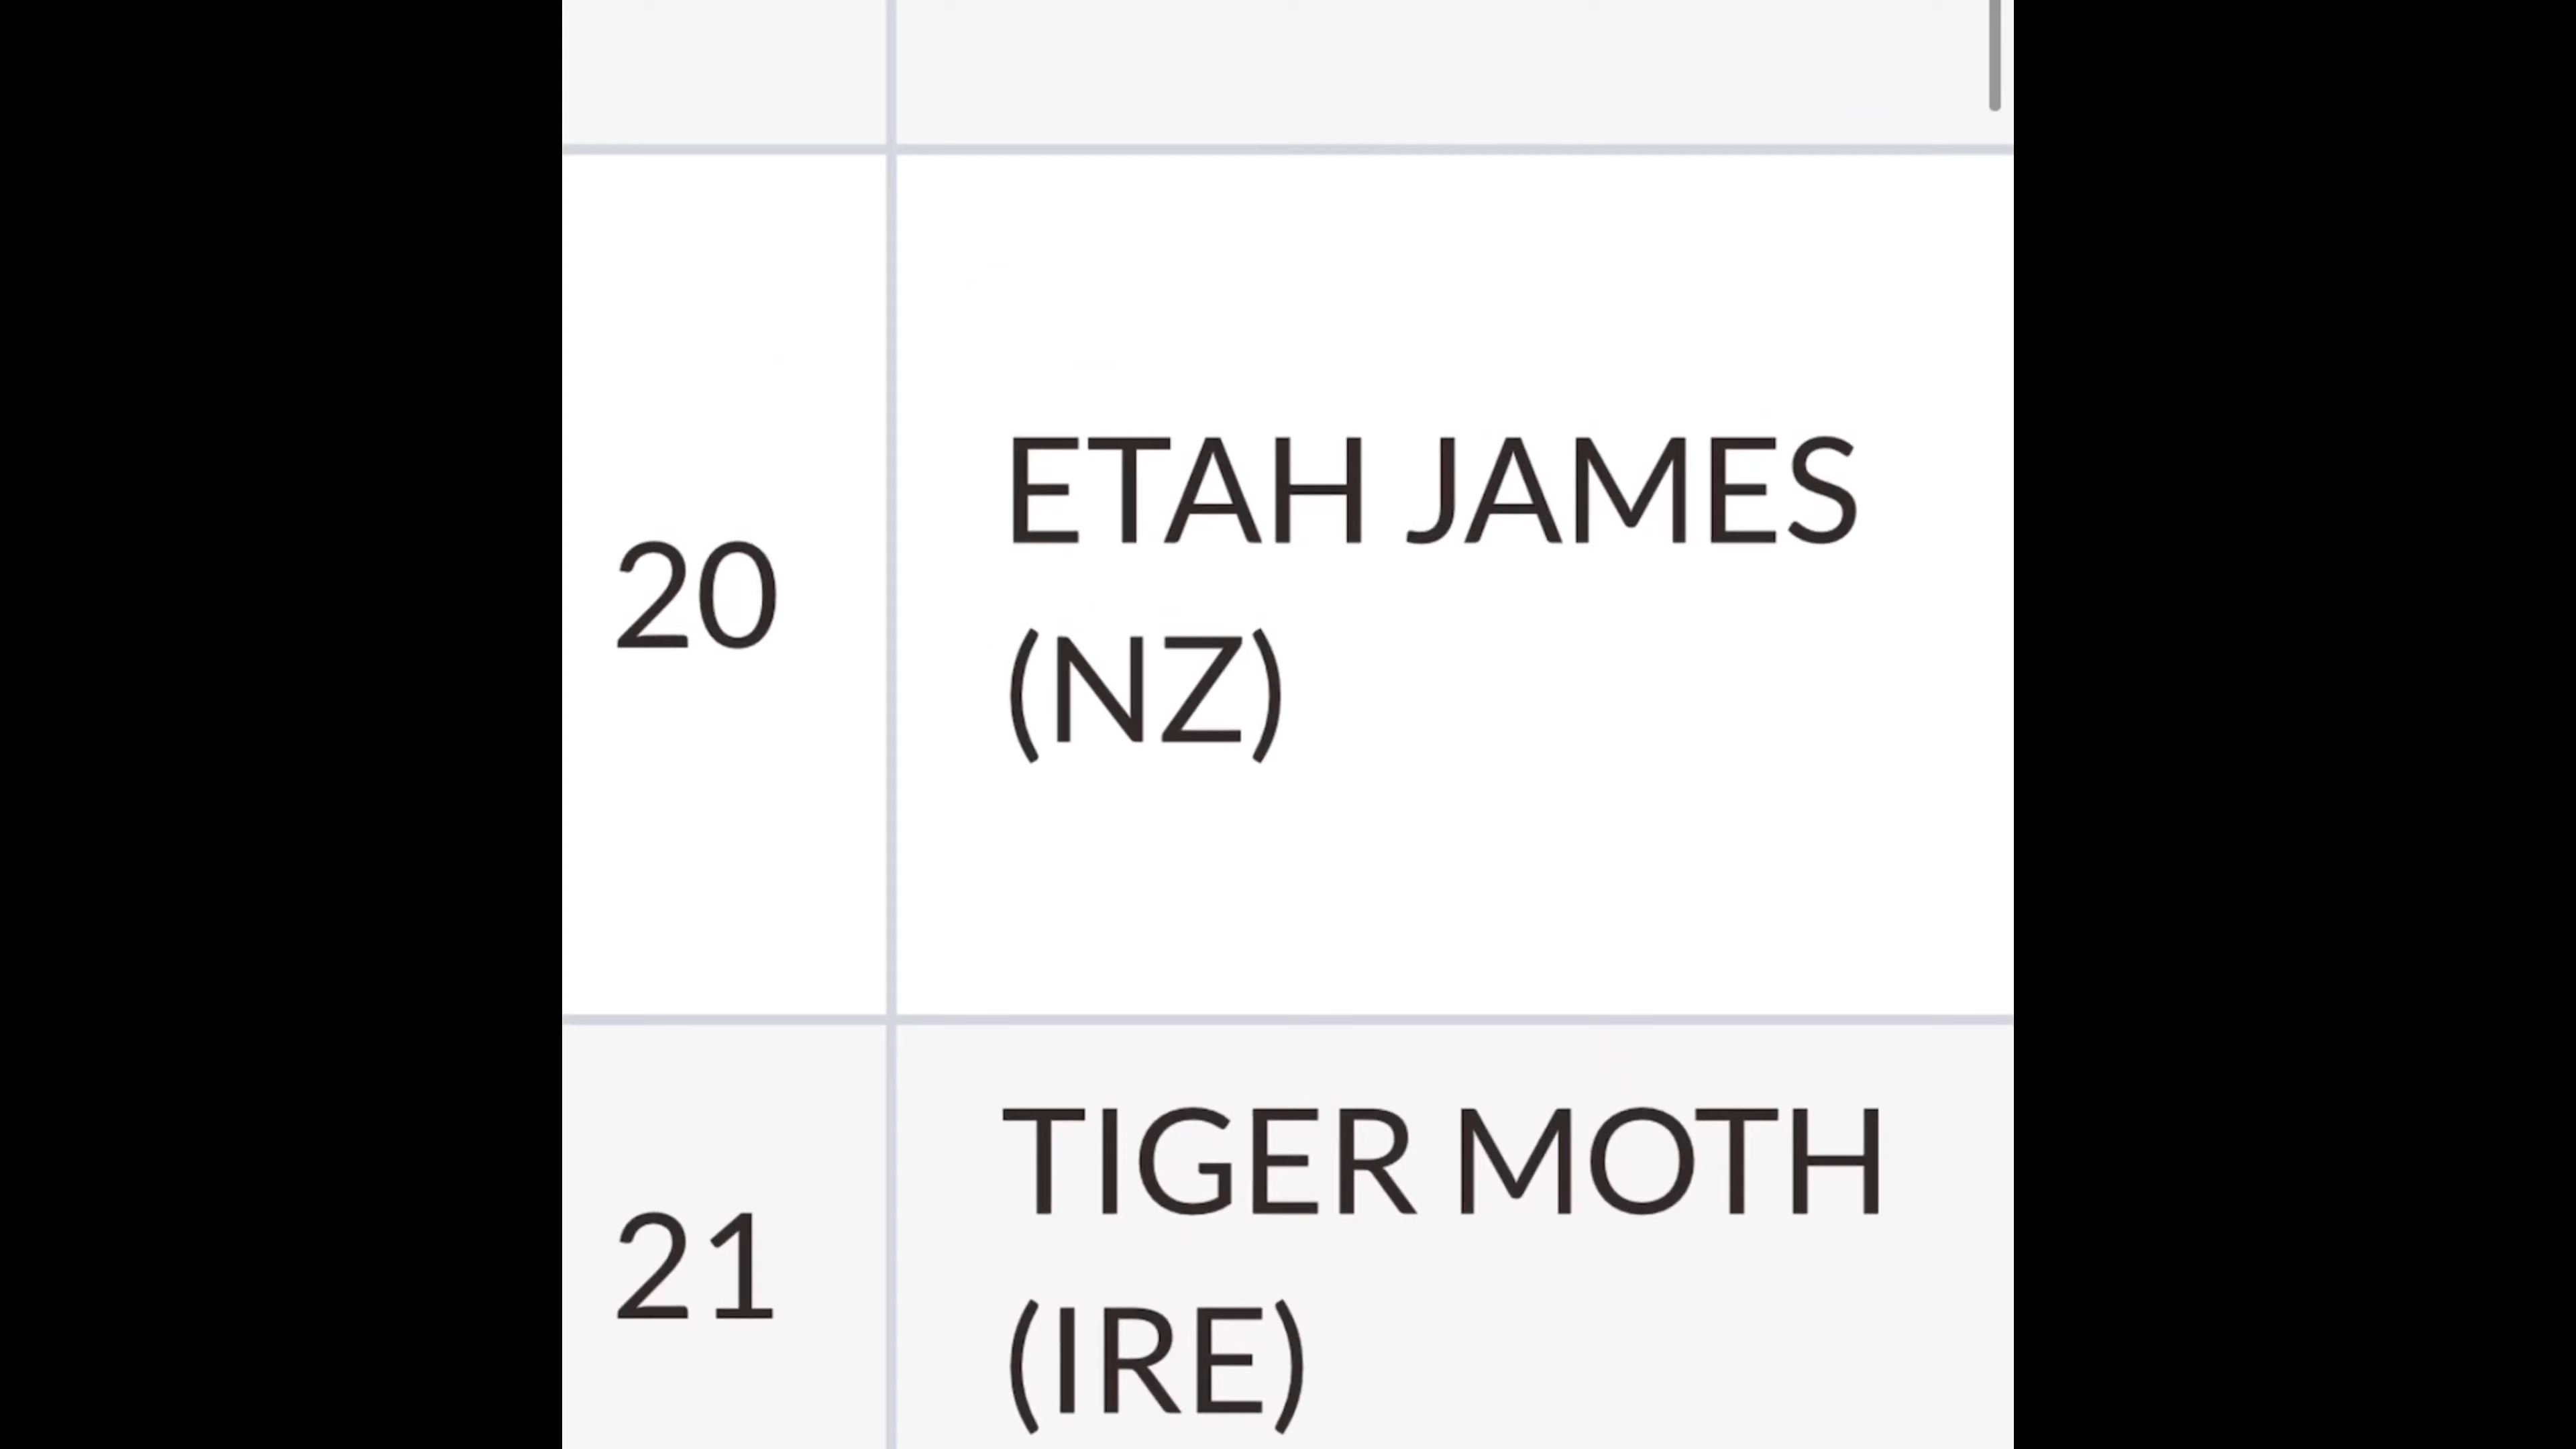 20
ETAH JAMES
(NZ)
21
TIGER MOTH
(IRE)